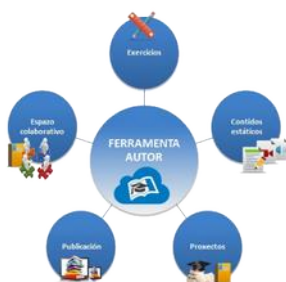 Exercicios
Espazo
colaborativo
Contidos
estáticos
FERRAMENTA
AUTOR
Publicación
Proxectos